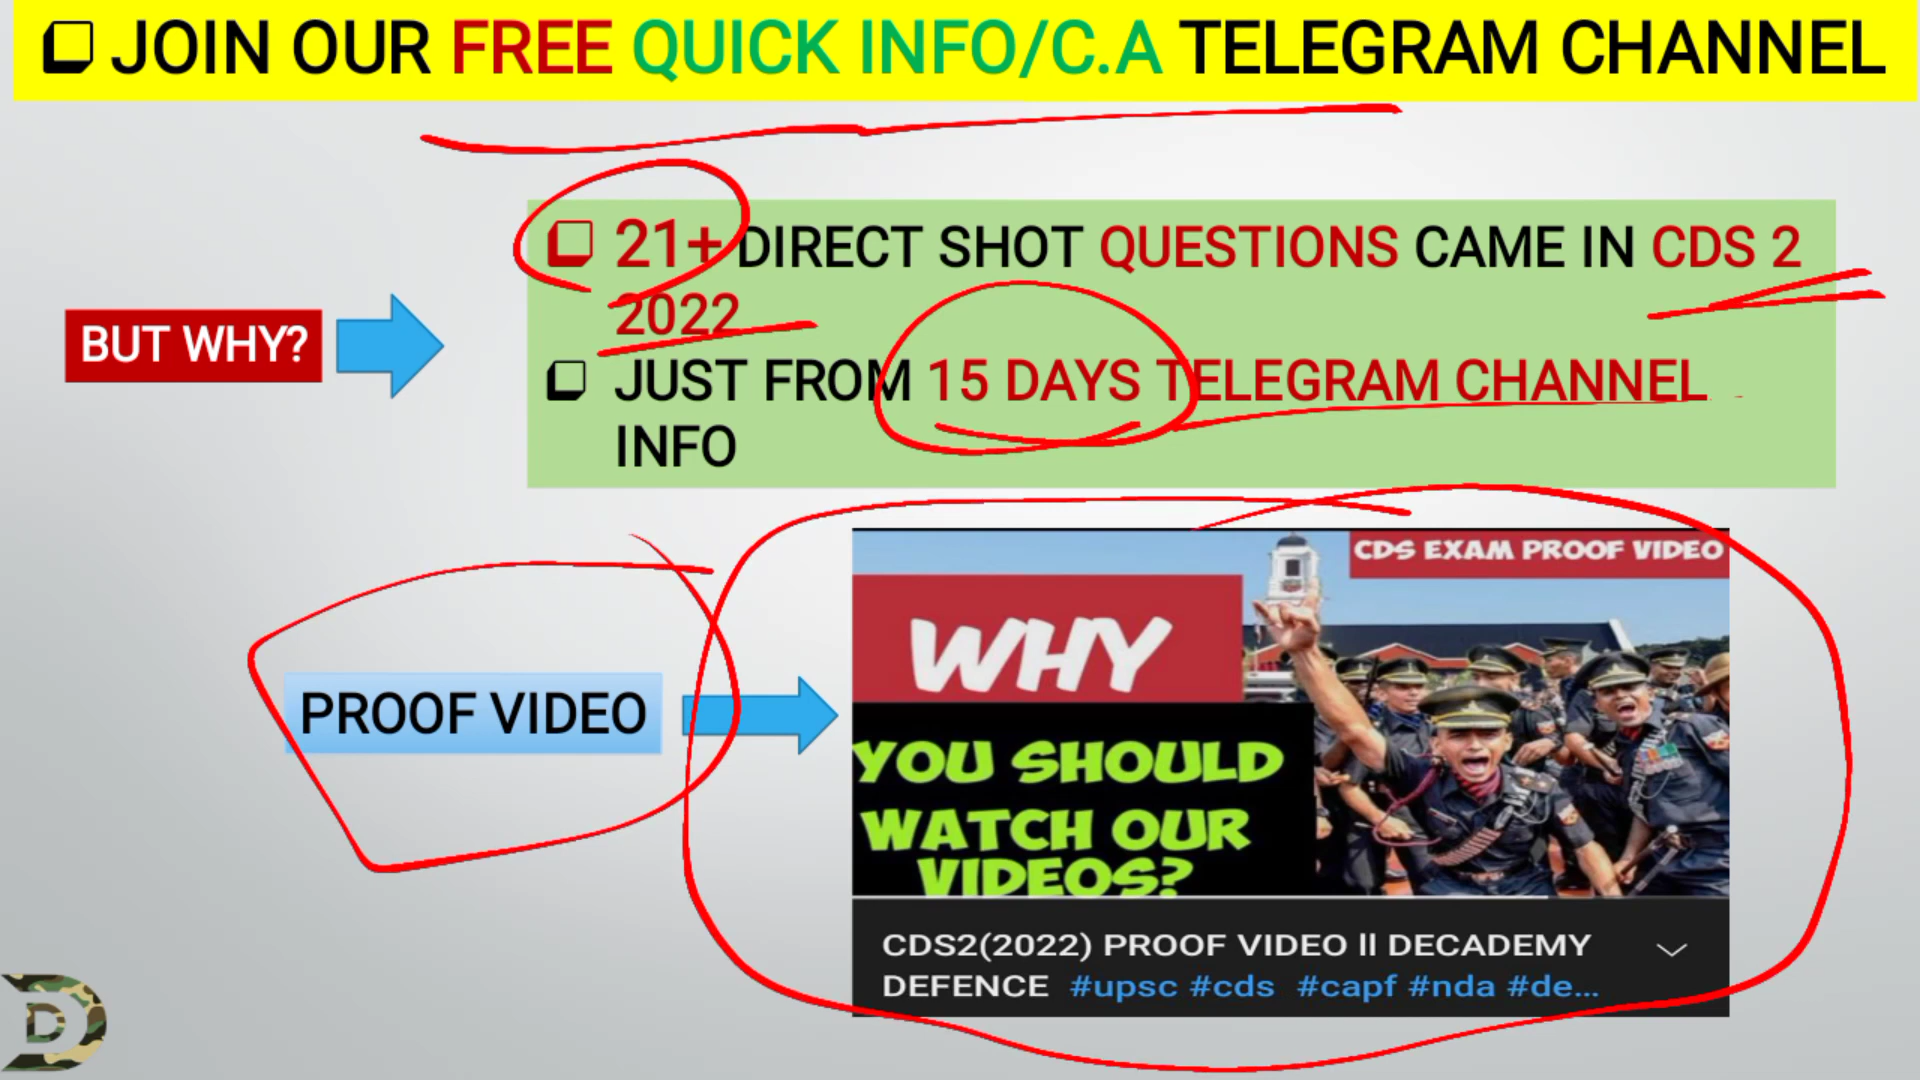 JOIN OUR FREE QUICK INFO/C.A TELEGRAM CHANNEL
21+ DIRECT SHOT QUESTIONS CAME IN CDS 2
2022
BUT WHY?
JUST FROM 15 DAYS TELEGRAM CHANNEL
INFO
CDS EXAM PROOF VIDEO
WHY
PROOF VIDEO
YOU SHOULD
WATCH OUR
VIDEOS?
CDS2(2022) PROOF VIDEO ll DECADEMY
DEFENCE #upsc #cds #capf #nda #de...
D